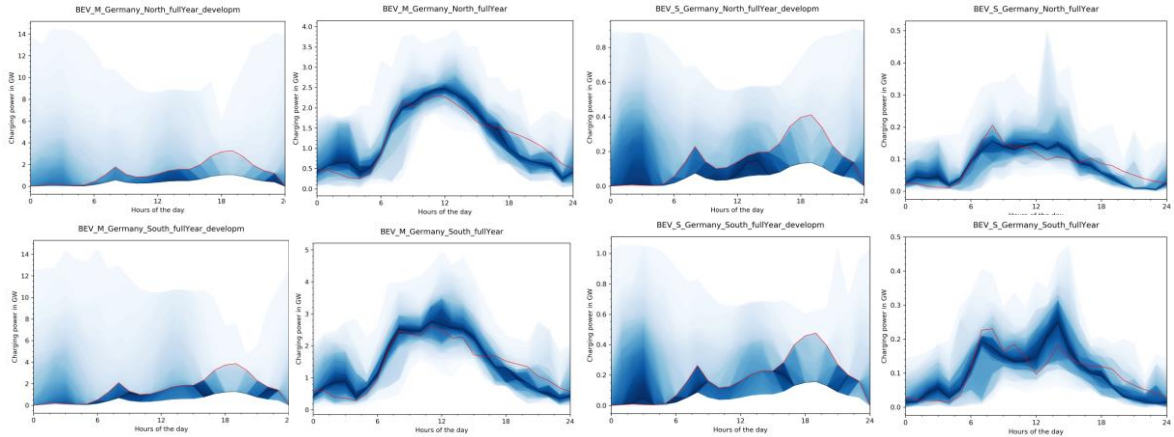 BEV_M_Germany_North_fullYear_developm
Charging power in GW
14
12
10
8
6
4
2
0
0 6 12 18 2
Hours of the day
BEV_M_Germany_North_fullYear
Charging power in GW
4.0
3.5
3.0
2.5
2.0
1.5
1.0
0.5
0.0
0 6 12 18 24
Hours of the day
BEV_S_Germany_North_fullYear_developm
Charging power in GW
0.8
0.6
0.4
0.2
0.0
0 6 12 18 24
Hours of the day
BEV_S_Germany_North_fullYear
Charging power in GW
0.5
0.4
0.3
0.2
0.1
0.0
0 6 12 18 24
Hours of the day
BEV_M_Germany_South_fullYear_developm
Charging power in GW
14
12
10
8
6
4
2
0
0 6 12 18 2
Hours of the day
BEV_M_Germany_South_fullYear
Charging power in GW
5
4
3
2
1
0
0 6 12 18 24
Hours of the day
BEV_S_Germany_South_fullYear_developm
Charging power in GW
1.0
0.8
0.6
0.4
0.2
0.0
0 6 12 18 24
Hours of the day
BEV_S_Germany_South_fullYear
Charging power in GW
0.5
0.4
0.3
0.2
0.1
0.0
0 6 12 18 24
Hours of the day